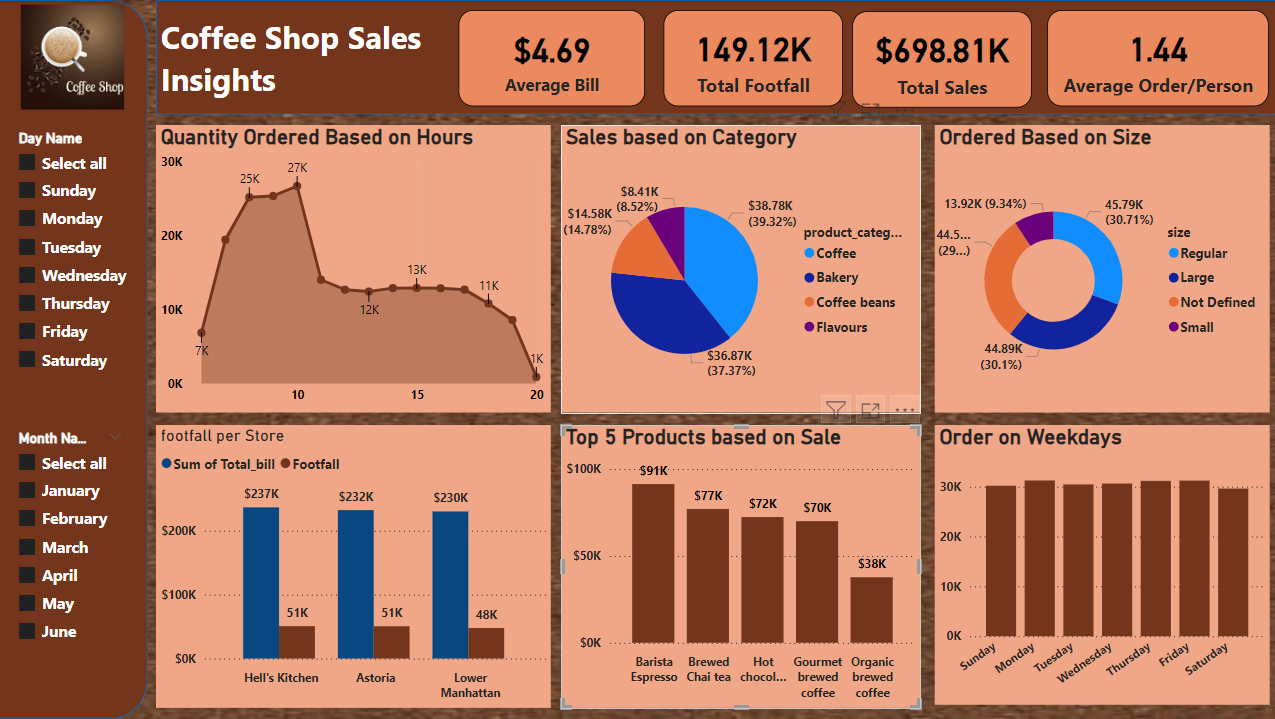 Coffee Shop
Coffee Shop Sales
Insights
$4.69
Average Bill
149.12K
Total Footfall
$698.81K
Total Sales
1.44
Average Order/Person
Day Name
Select all
Sunday
Monday
Tuesday
Wednesday
Thursday
Friday
Saturday
Month Na...
Select all
January
February
March
April
May
June
Quantity Ordered Based on Hours
30K
20K
10K
0K
7K
25K
27K
12K
13K
11K
1K
10
15
20
Sales based on Category
$8.41K
(8.52%)
$14.58K
(14.78%)
$38.78K
(39.32%)
$36.87K
(37.37%)
product_categ...
Coffee
Bakery
Coffee beans
Flavours
Ordered Based on Size
13.92K (9.34%)
45.79K
(30.71%)
44.5...
(29...)
44.89K
(30.1%)
size
Regular
Large
Not Defined
Small
footfall per Store
Sum of Total_bill Footfall
$200K
$100K
$0K
$237K
51K
$232K
51K
$230K
48K
Hell's Kitchen
Astoria
Lower
Manhattan
Top 5 Products based on Sale
$100K
$50K
$0K
$91K
$77K
$72K
$70K
$38K
Barista
Espresso
Brewed
Chai tea
Hot
chocol...
Gourmet
brewed
coffee
Organic
brewed
coffee
Order on Weekdays
30K
20K
10K
0K
Sunday
Monday
Tuesday
Wednesday
Thursday
Friday
Saturday